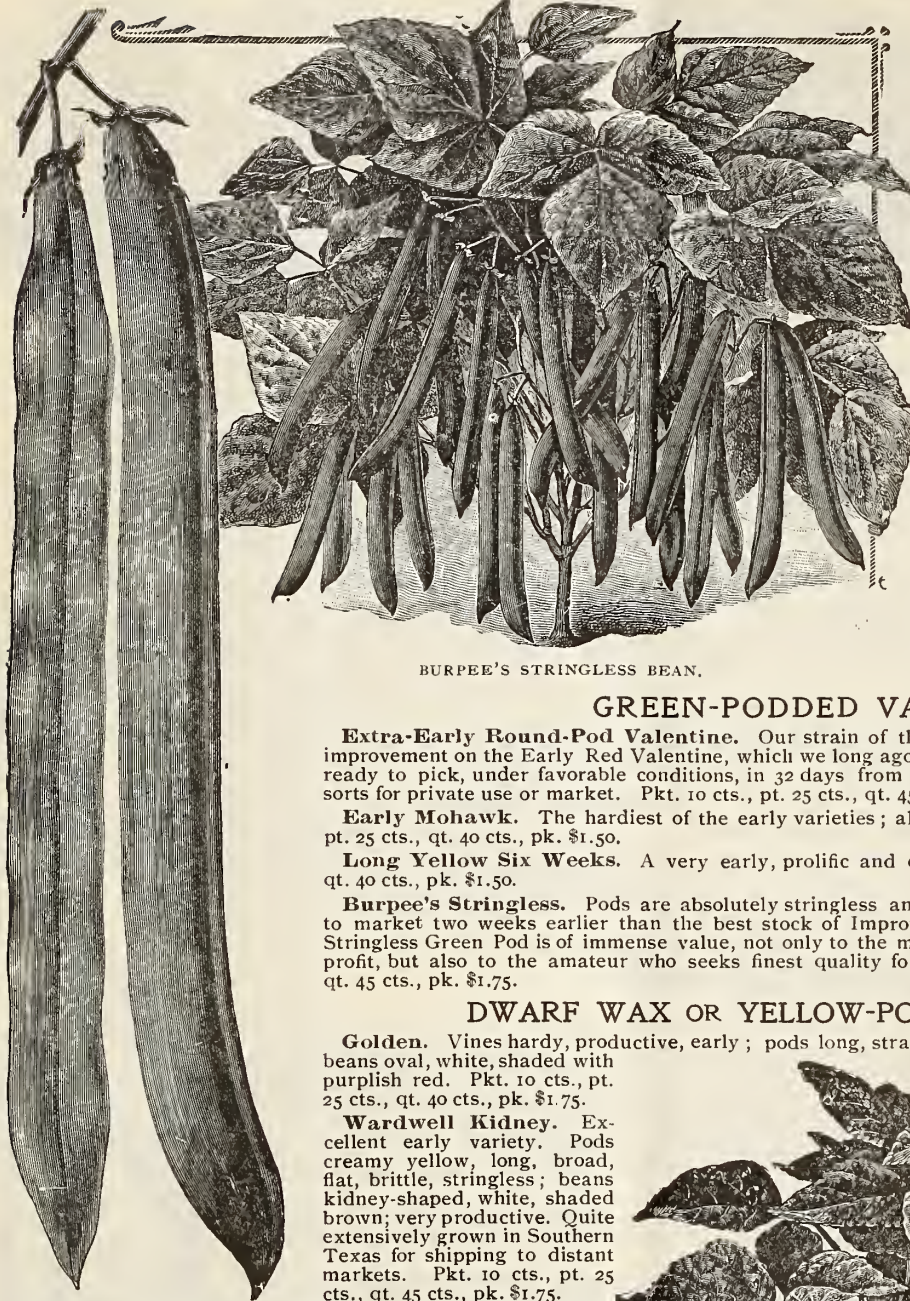 BURPEE'S STRINGLESS BEAN.
GREEN-PODDED
Extra-Early Round-Pod Valentine. Our strain of
improvement on the Early Red Valentine, which we long ago
ready to pick, under favorable conditions, in 32 days from
sorts for private use or market. Pkt. 10 cts., pt. 25 cts., qt.
Early Mohawk. The hardiest of the early varieties;
pt. 25 cts., qt. 40 cts., pk. $1.50.
Long Yellow Six Weeks. A very early, prolific and
qt. 40 cts., pk. $1.50.
Burpee's Stringless. Pods are absolutely stringless
to market two weeks earlier than the best stock of
Stringless Green Pod is of immense value, not only to the
profit, but also to the amateur who seeks finest quality
qt. 45 cts., pk. $1.75.
DWARF WAX OR
Golden. Vines hardy, productive, early; pods long,
beans oval, white, shaded with
purplish red. Pkt. 10 cts., pt.
25 cts., qt. 40 cts., pk. $1.75.
Wardwell Kidney. Ex-
cellent early variety. Pods
creamy yellow, long, broad,
flat, brittle, stringless; beans
kidney-shaped, white, shaded
brown; very productive. Quite
extensively grown in Southern
Texas for shipping to distant
markets. Pkt. 10 cts., pt. 25
cts., qt. 45 cts., pk. $1.75.